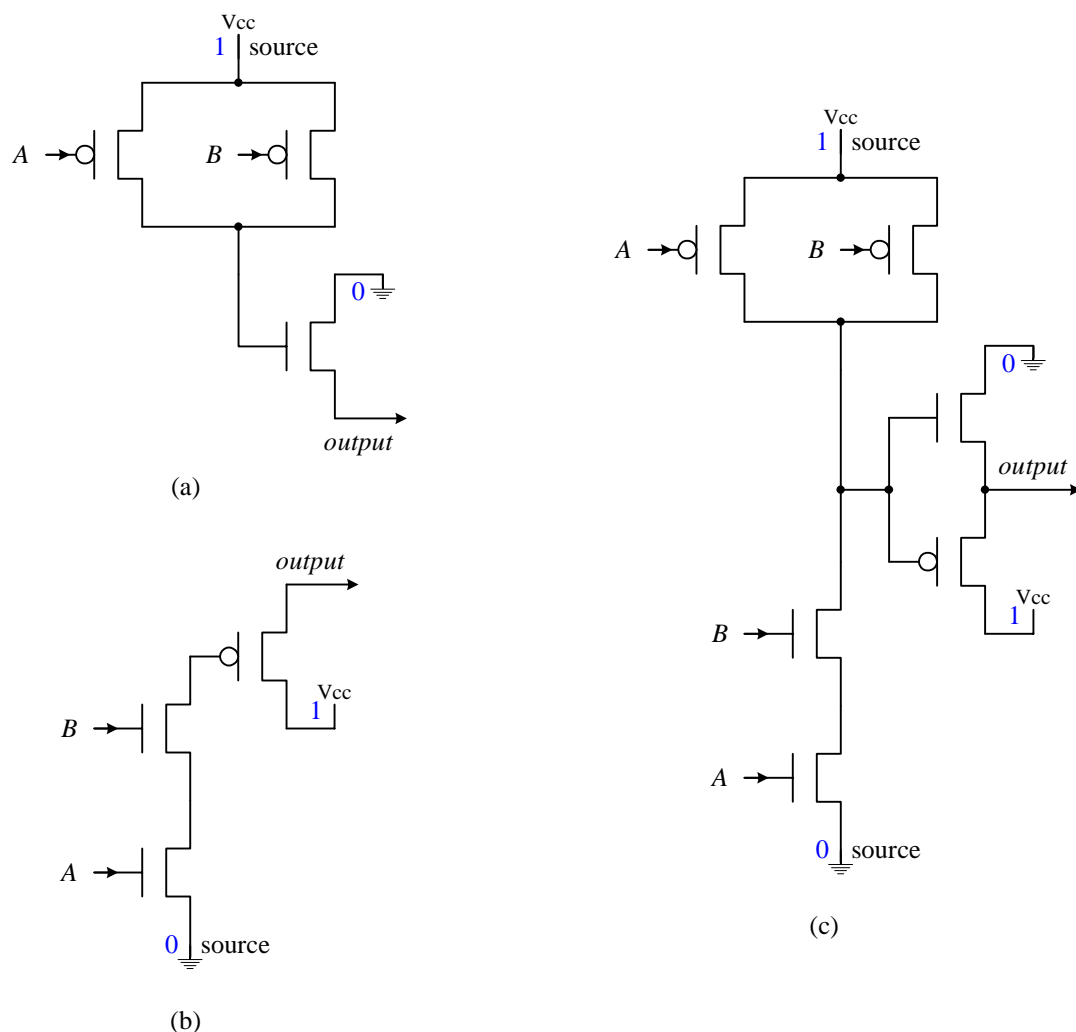 Vcc
1 source
A
B
0
output
(a)
output
B
Vcc
1
A
0 source
(b)
Vcc
1 source
A
B
0
output
B
Vcc
1
A
0 source
(c)